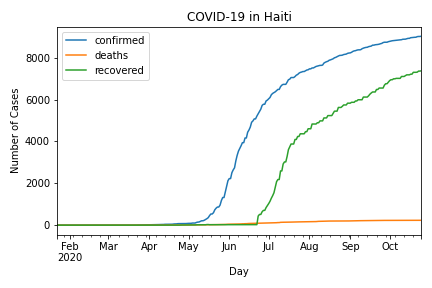 COVID-19 in Haiti
confirmed
deaths
recovered
Number of Cases
8000
6000
4000
2000
0
Feb Mar Apr May Jun Jul Aug Sep Oct
2020
Day